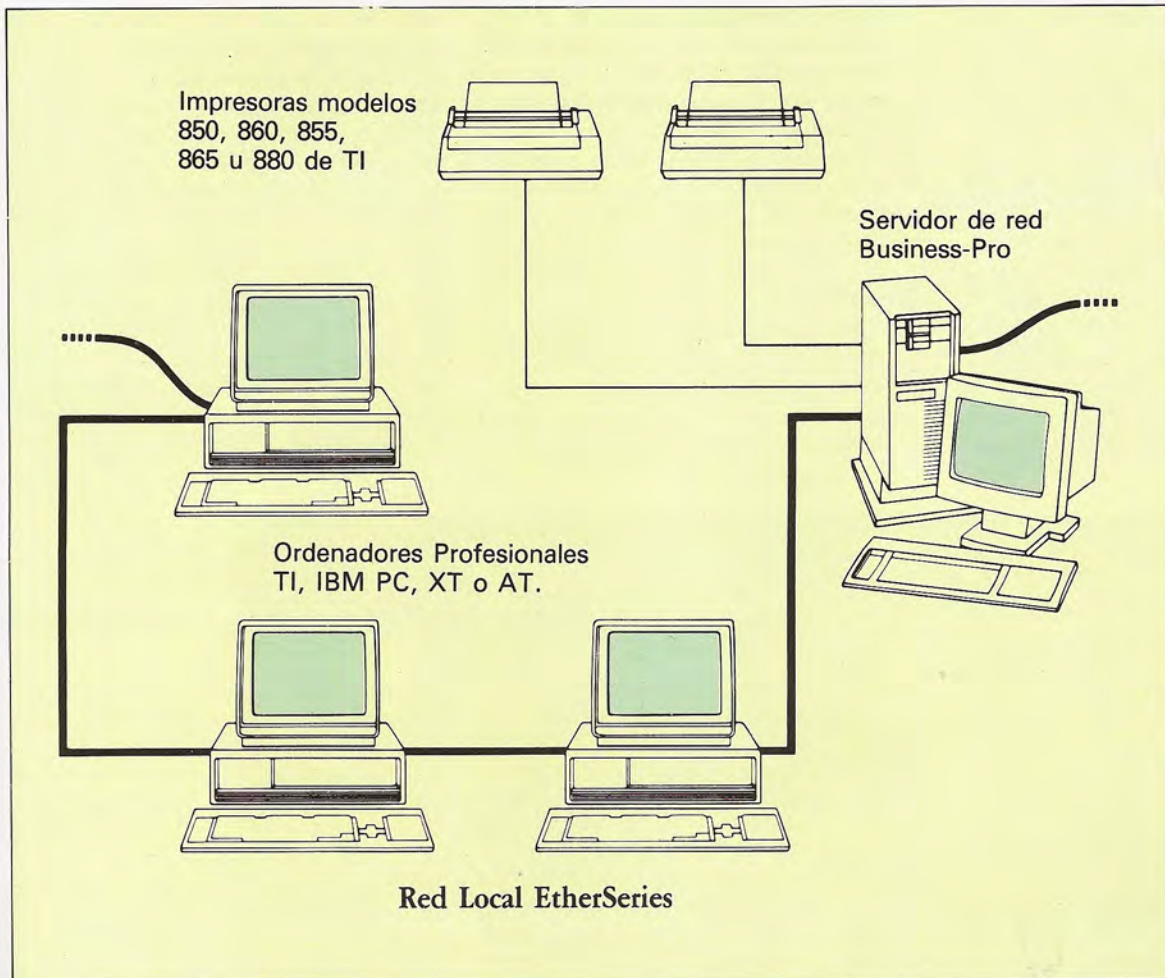 Impresoras modelos
850, 860, 855,
865 u 880 de TI
Servidor de red
Business-Pro
Ordenadores Profesionales
TI, IBM PC, XT o AT.
Red Local EtherSeries